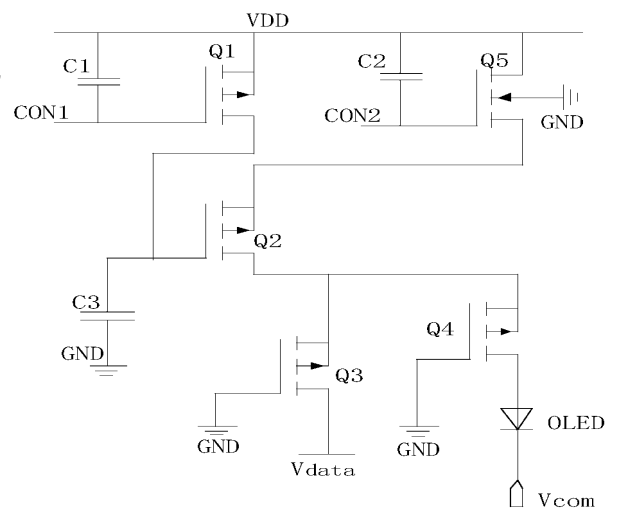 VDD
C1
Q1
C2
Q5
CON1
CON2
GND
Q2
C3
GND
Q4
Q3
GND
GND
OLED
Vdata
Vcom